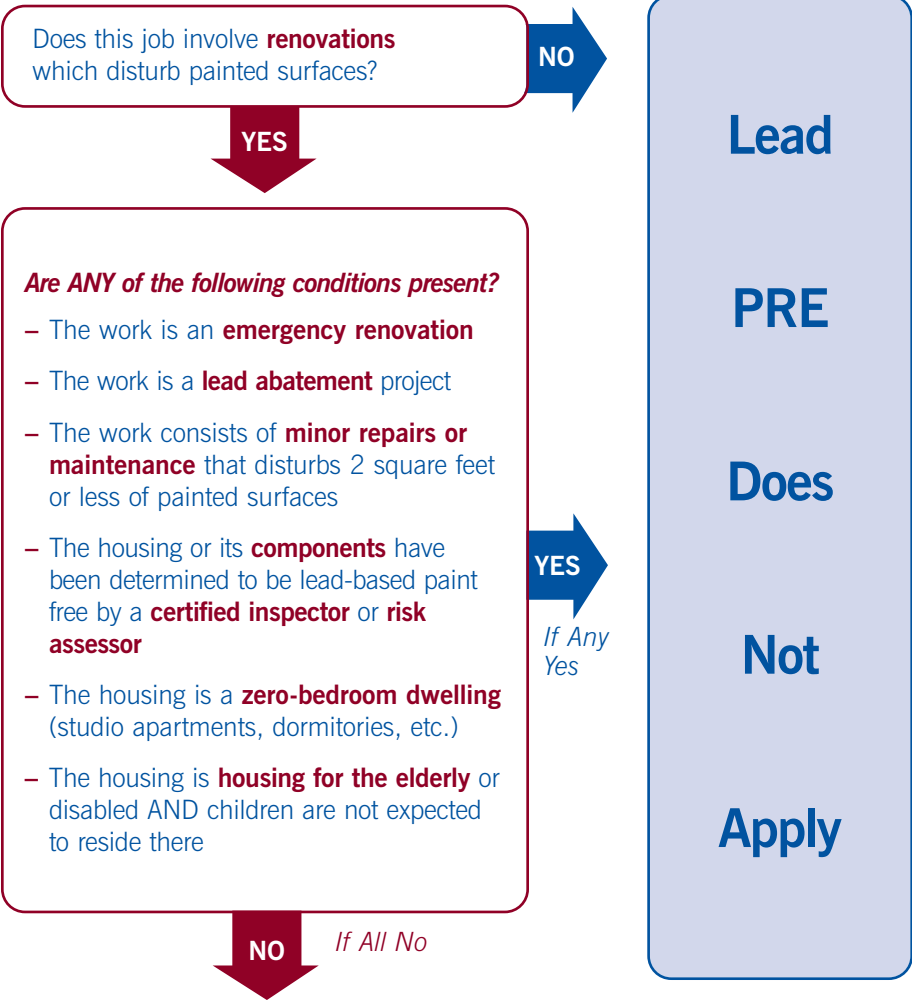 Does this job involve renovations
which disturb painted surfaces?
NO
YES
Are ANY of the following conditions present?
– The work is an emergency renovation
– The work is a lead abatement project
– The work consists of minor repairs or
maintenance that disturbs 2 square feet
or less of painted surfaces
– The housing or its components have
been determined to be lead-based paint
free by a certified inspector or risk
assessor
– The housing is a zero-bedroom dwelling
(studio apartments, dormitories, etc.)
– The housing is housing for the elderly or
disabled AND children are not expected
to reside there
YES
If Any
Yes
NO
If All No
Lead
PRE
Does
Not
Apply